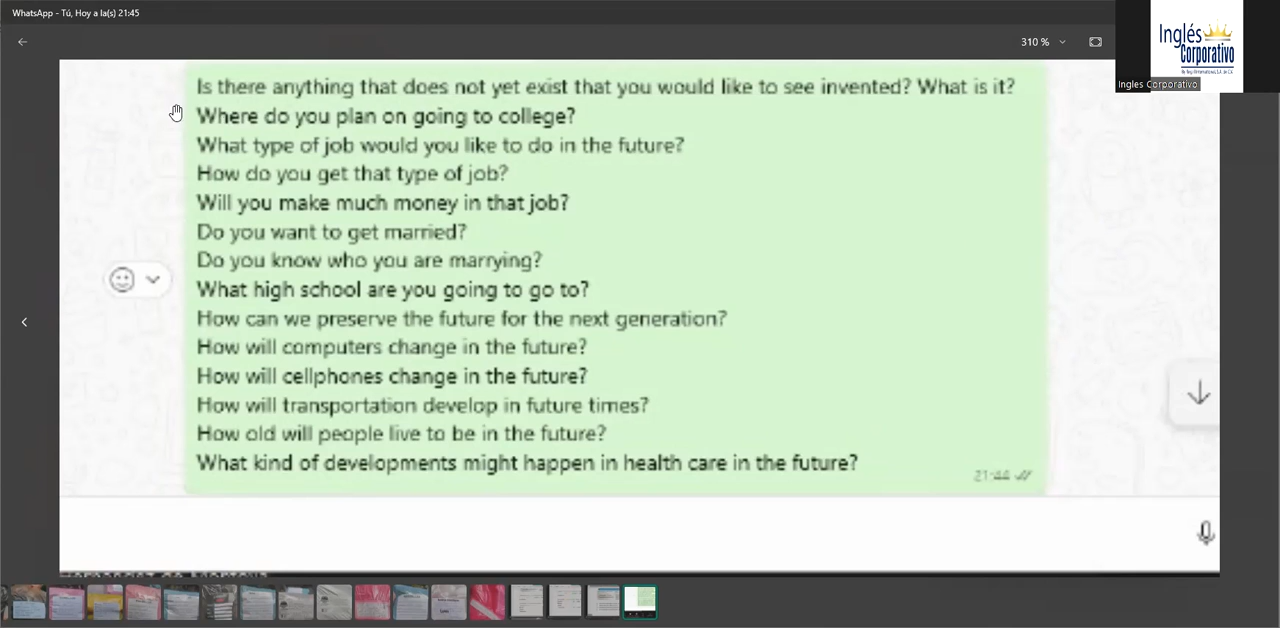 WhatsApp - Tú, Hoy a la(s) 21:45
310 %
Inglés
Corporativo
Ingles Corporativo
Is there anything that does not yet exist that you would like to see invented? What is it?
Where do you plan on going to college?
What type of job would you like to do in the future?
How do you get that type of job?
Will you make much money in that job?
Do you want to get married?
Do you know who you are marrying?
What high school are you going to go to?
How can we preserve the future for the next generation?
How will computers change in the future?
How will cellphones change in the future?
How will transportation develop in future times?
How old will people live to be in the future?
What kind of developments might happen in health care in the future?
21:44